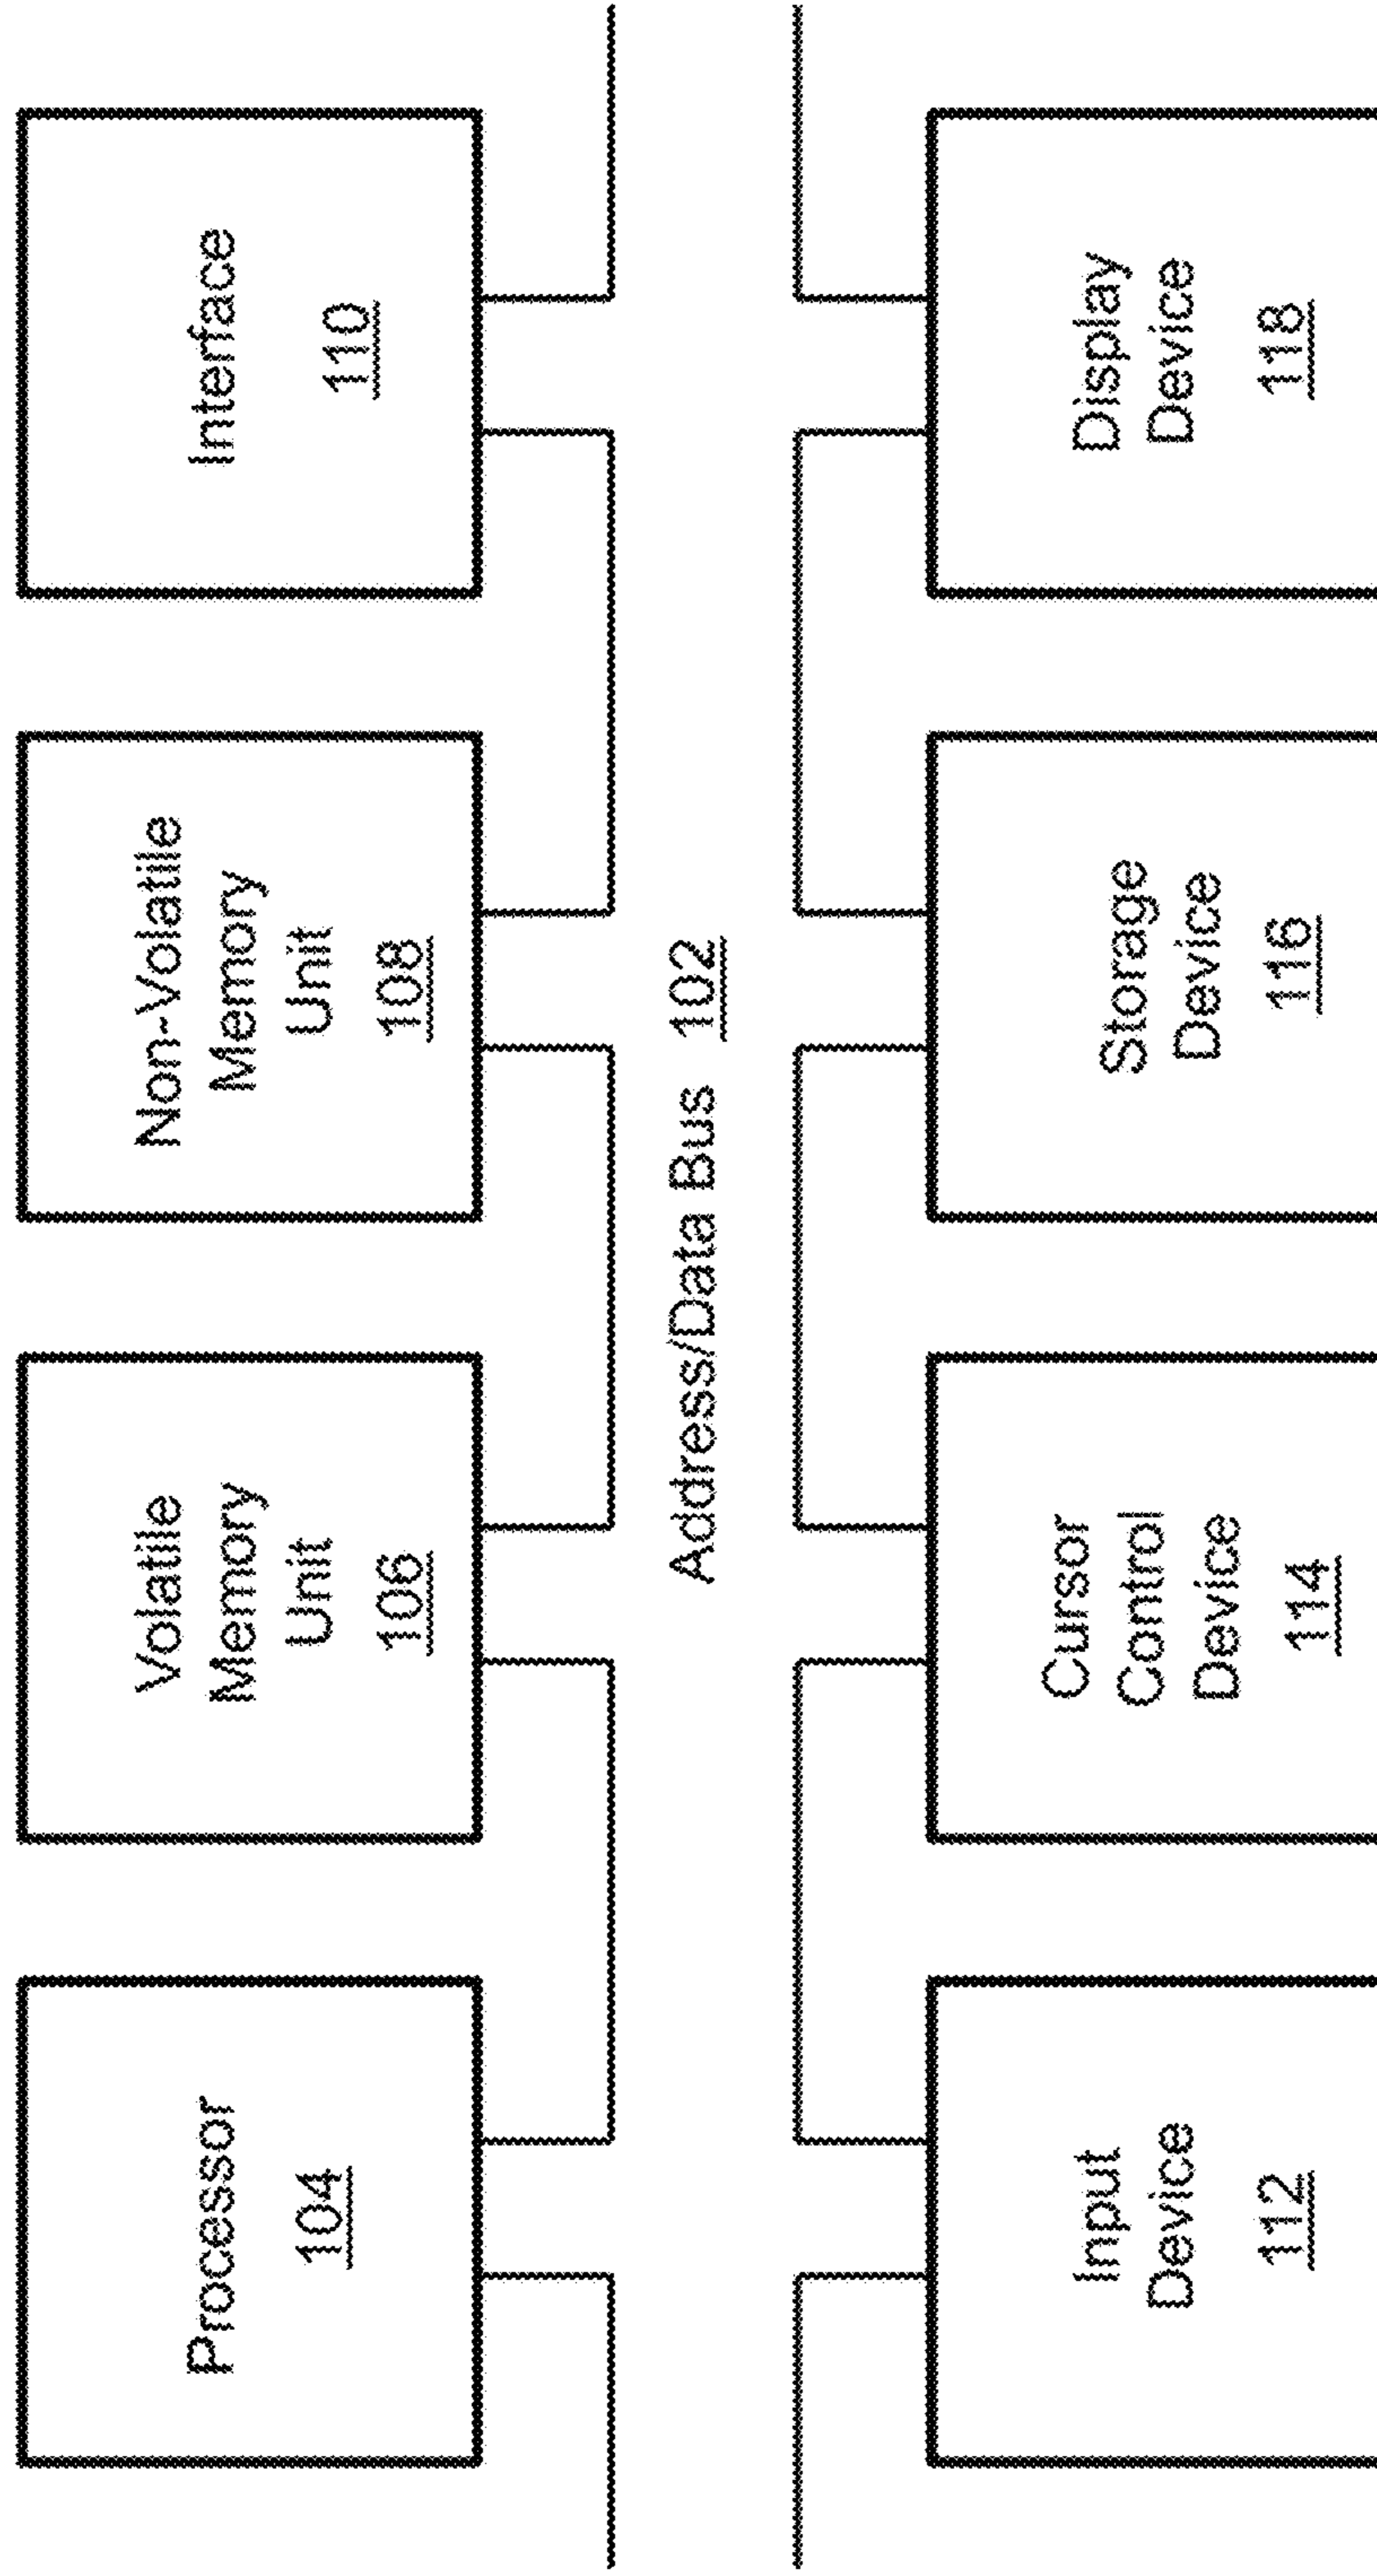 Processor
104
Volatile
Memory
Unit
106
Non-Volatile
Memory
Unit
108
Interface
110
Address/Data Bus 102
Input
Device
112
Cursor
Control
Device
114
Storage
Device
116
Display
Device
118